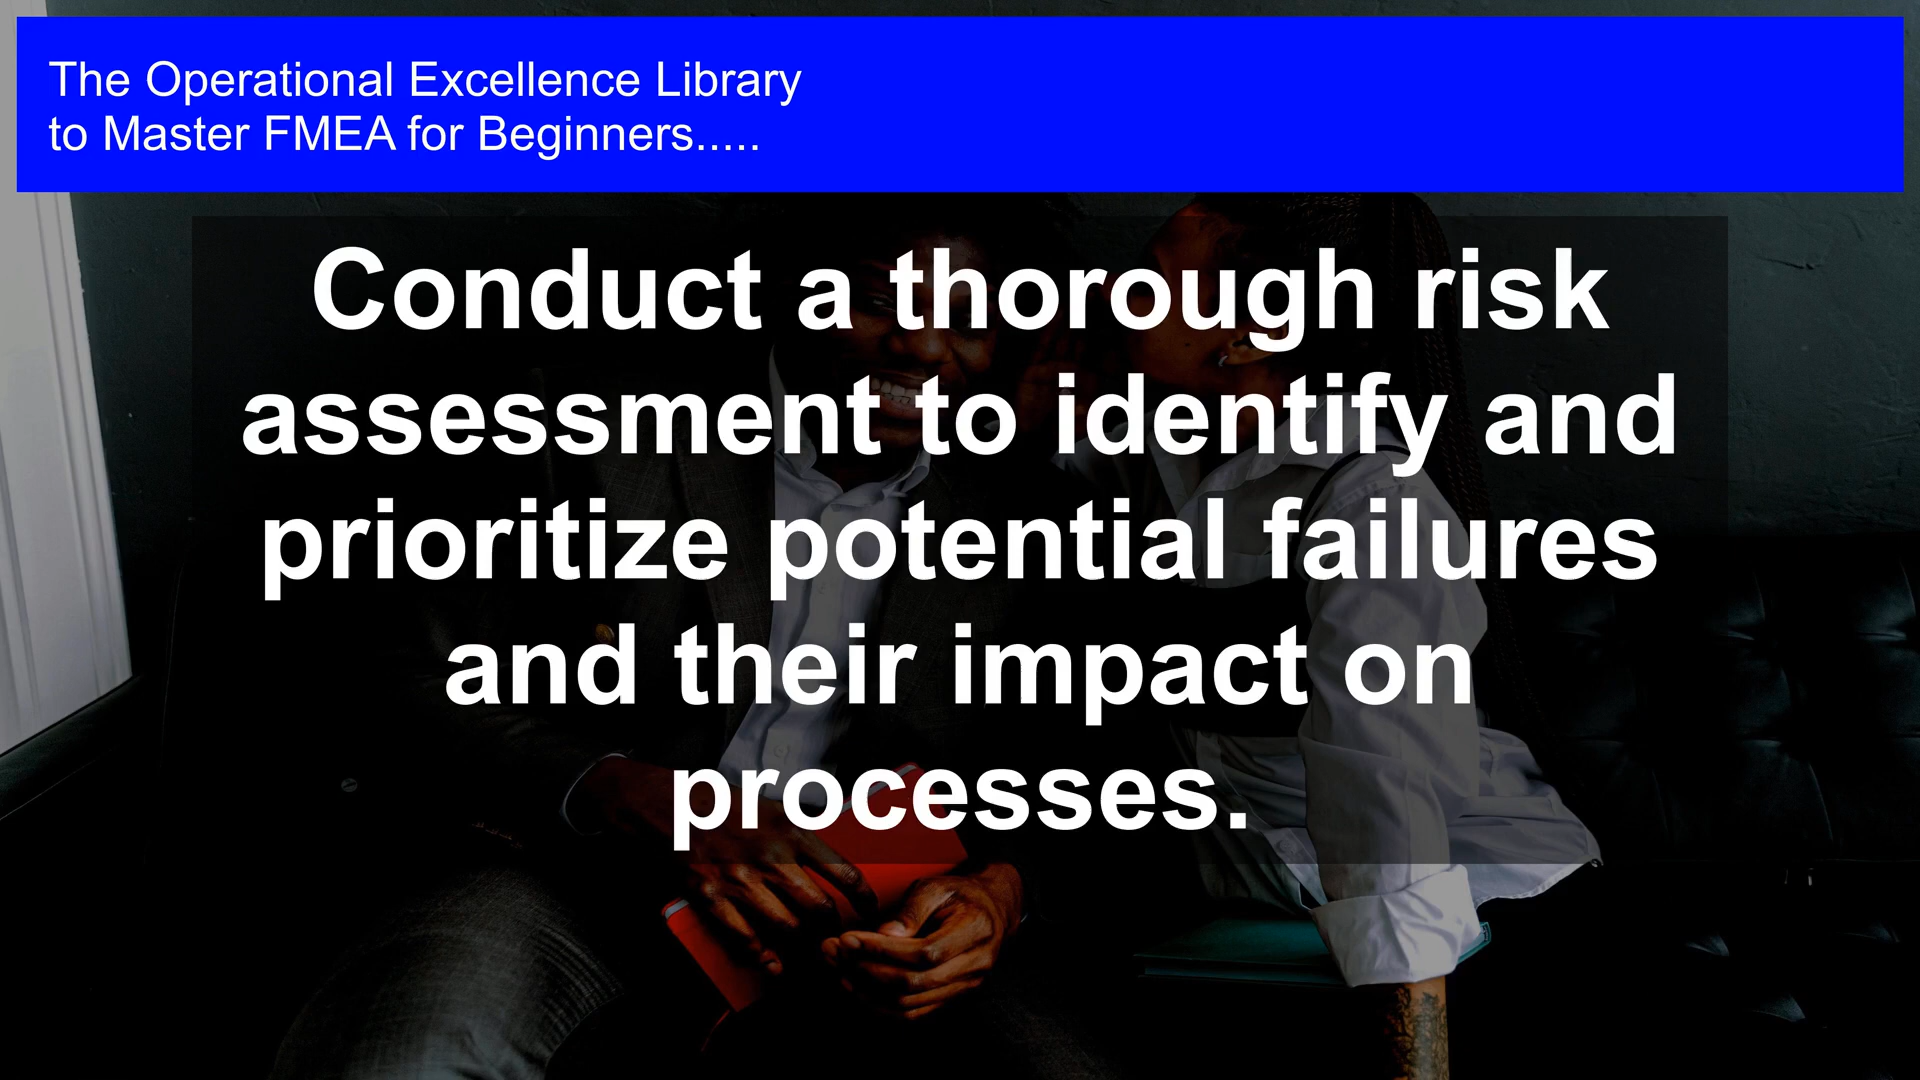 The Operational Excellence Library
to Master FMEA for Beginners.....
Conduct a thorough risk
assessment to identify and
prioritize potential failures
and their impact on
processes.